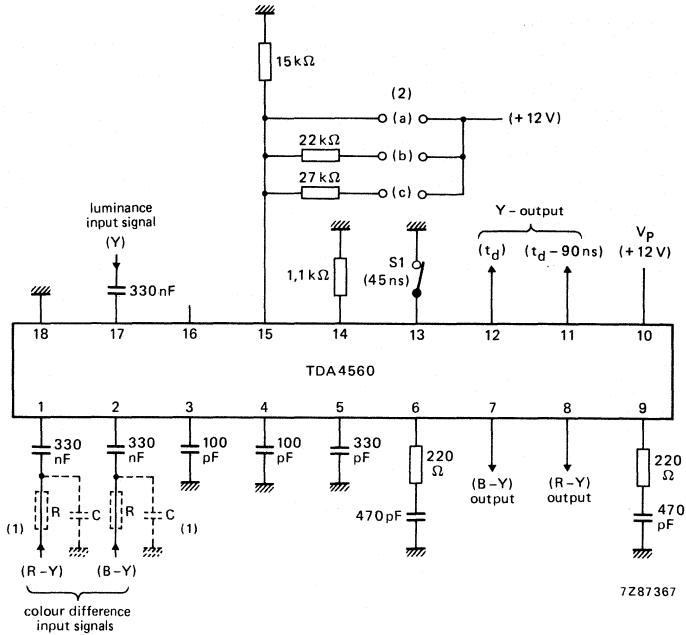 15 kΩ
(2)
(a)
(+12 V)
22 kΩ
(b)
27 kΩ
(c)
luminance
input signal
(Y)
330 nF
1,1 kΩ
S1
(45 ns)
Y – output
(td)
(td – 90 ns)
VP
(+12 V)
18 17 16 15 14 13 12 11 10
TDA4560
1 2 3 4 5 6 7 8 9
330
nF
330
nF
100
pF
100
pF
330
pF
220
Ω
470 pF
(B–Y)
output
(R–Y)
output
220
Ω
470
pF
(1)
R
C
R
C
(1)
(R–Y)
(B–Y)
colour difference
input signals
7Z87367